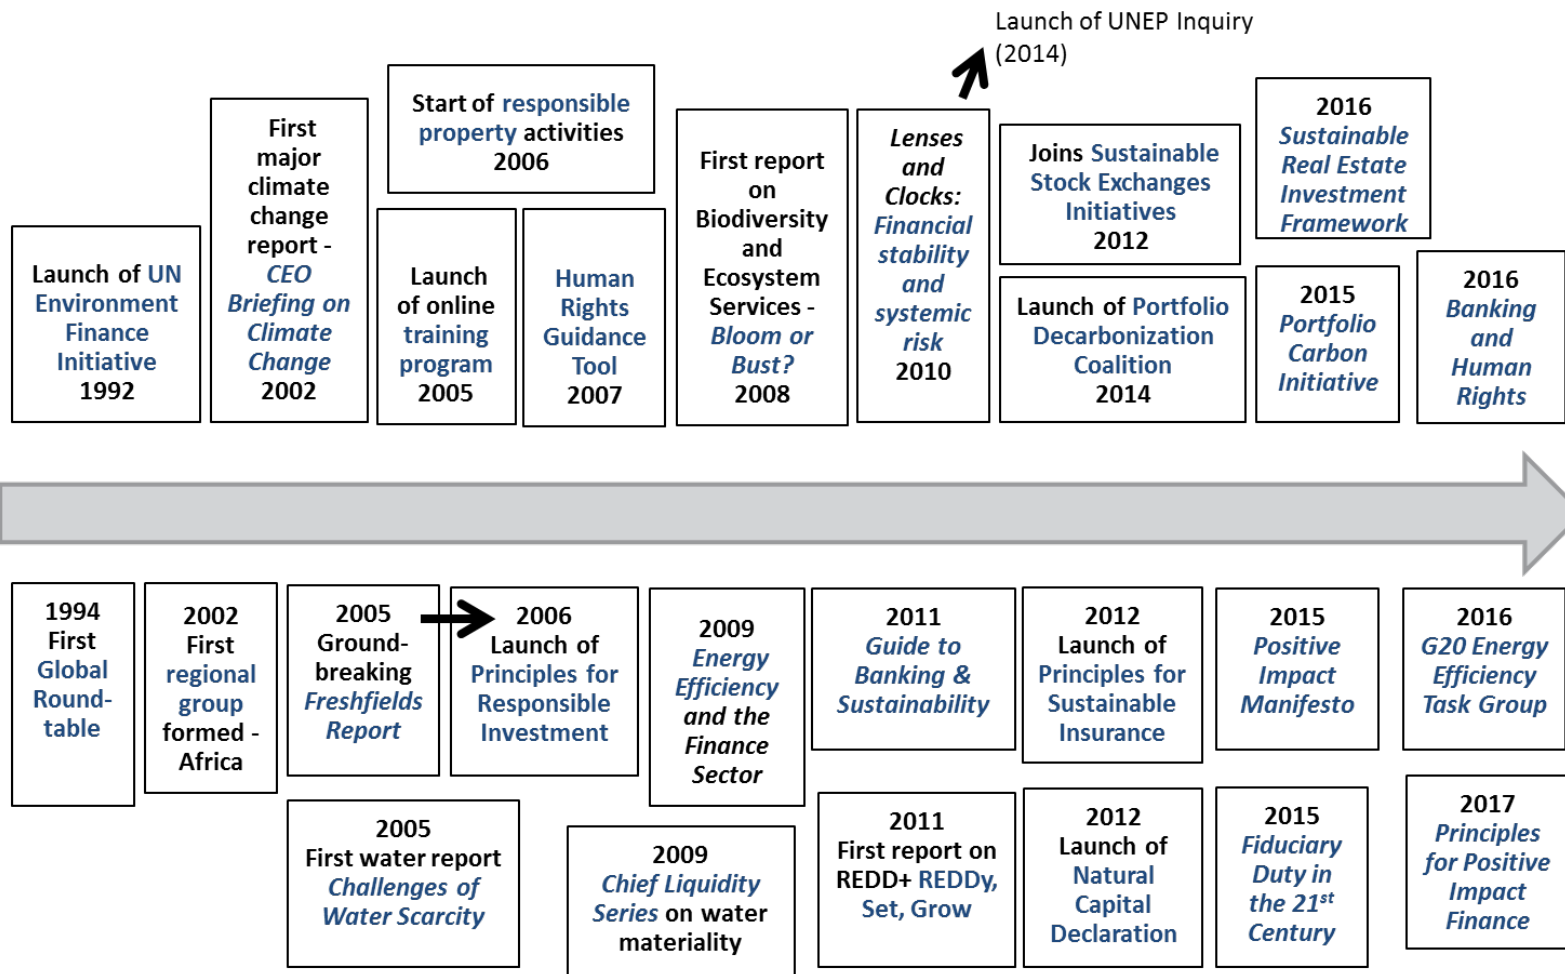 Launch of UNEP Inquiry
(2014)
Launch of UN
Environment
Finance
Initiative
1992
First
major
climate
change
report -
CEO
Briefing on
Climate
Change
2002
Start of responsible
property activities
2006
Launch
of online
training
program
2005
Human
Rights
Guidance
Tool
2007
First report
on
Biodiversity
and
Ecosystem
Services -
Bloom or
Bust?
2008
Lenses
and
Clocks:
Financial
stability
and
systemic
risk
2010
Joins Sustainable
Stock Exchanges
Initiatives
2012
Launch of Portfolio
Decarbonization
Coalition
2014
2016
Sustainable
Real Estate
Investment
Framework
2015
Portfolio
Carbon
Initiative
2016
Banking
and
Human
Rights
1994
First
Global
Round-
table
2002
First
regional
group
formed -
Africa
2005
Ground-
breaking
Freshfields
Report
2006
Launch of
Principles for
Responsible
Investment
2005
First water report
Challenges of
Water Scarcity
2009
Energy
Efficiency
and the
Finance
Sector
2009
Chief Liquidity
Series on water
materiality
2011
Guide to
Banking &
Sustainability
2011
First report on
REDD+ REDDy,
Set, Grow
2012
Launch of
Principles for
Sustainable
Insurance
2012
Launch of
Natural
Capital
Declaration
2015
Positive
Impact
Manifesto
2015
Fiduciary
Duty in
the 21st
Century
2016
G20 Energy
Efficiency
Task Group
2017
Principles
for Positive
Impact
Finance